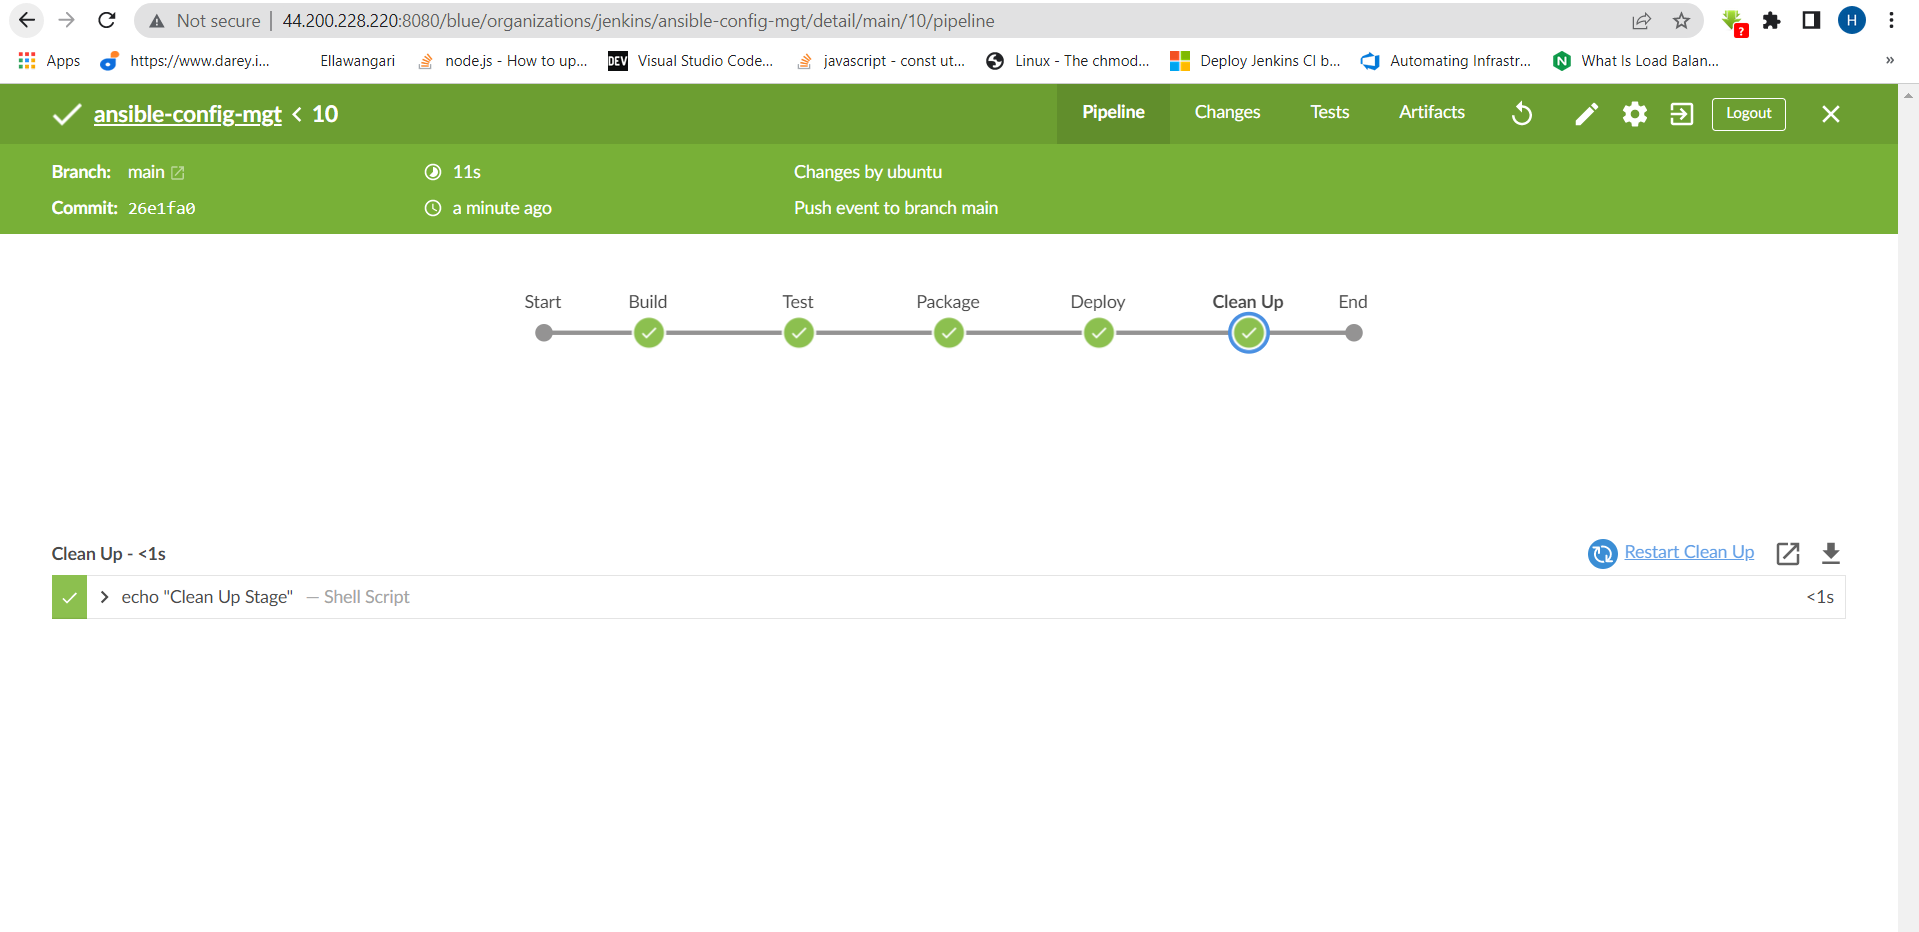 Not secure | 44.200.228.220:8080/blue/organizations/jenkins/ansible-config-mgt/detail/main/10/pipeline
?
H
Apps https://www.darey.i... Ellawangari node.js - How to up... DEV Visual Studio Code... javascript - const ut... Linux - The chmod... Deploy Jenkins CI b... Automating Infrastr... N What Is Load Balan... »
ansible-config-mgt < 10 Pipeline Changes Tests Artifacts Logout
Branch: main 11s Changes by ubuntu
Commit: 26e1fa0 a minute ago Push event to branch main
Start Build Test Package Deploy Clean Up End
Clean Up - <1s Restart Clean Up
echo "Clean Up Stage" — Shell Script <1s